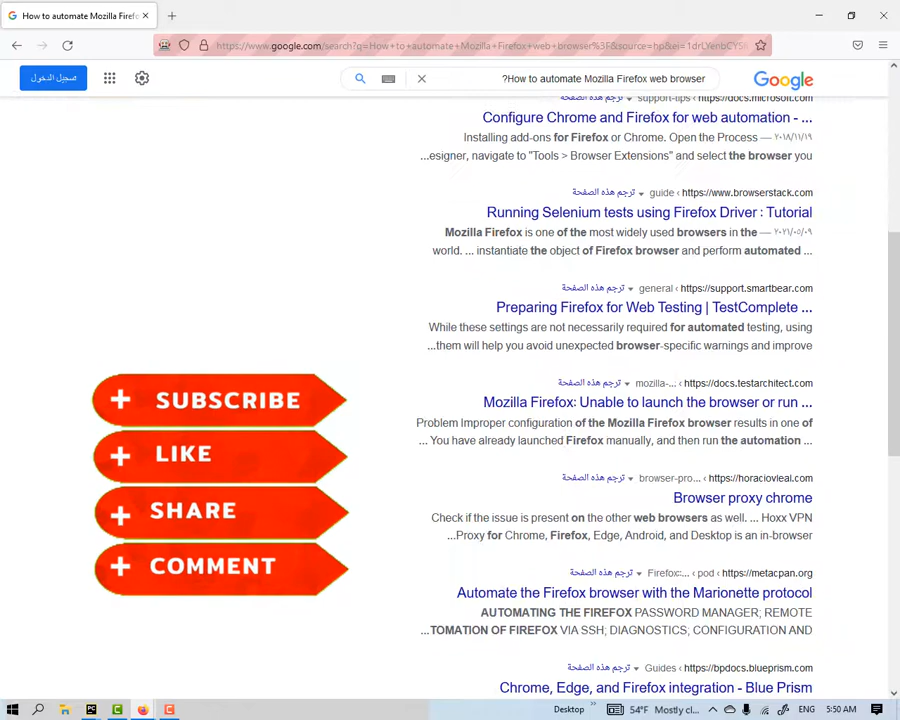 How to automate Mozilla Firefo
https://www.google.com/search?q=How+to+automate+Mozilla+Firefox+web+browser%3F&source=hp&ei=1drLYenbCYSM
تسجيل الدخول
?How to automate Mozilla Firefox web browser
Google
ترجم هذه الصفحة support-tips ‹ https://docs.microsoft.com
Configure Chrome and Firefox for web automation - ...
Installing add-ons for Firefox or Chrome. Open the Process — ٢٠١٨/١١/١٩
...esigner, navigate to "Tools > Browser Extensions" and select the browser you
ترجم هذه الصفحة guide ‹ https://www.browserstack.com
Running Selenium tests using Firefox Driver : Tutorial
Mozilla Firefox is one of the most widely used browsers in the — ٢٠٢١/٠٥/٠٩
world. ... instantiate the object of Firefox browser and perform automated ...
ترجم هذه الصفحة general ‹ https://support.smartbear.com
Preparing Firefox for Web Testing | TestComplete ...
While these settings are not necessarily required for automated testing, using
...them will help you avoid unexpected browser-specific warnings and improve
ترجم هذه الصفحة mozilla-... ‹ https://docs.testarchitect.com
Mozilla Firefox: Unable to launch the browser or run ...
Problem Improper configuration of the Mozilla Firefox browser results in one of
... You have already launched Firefox manually, and then run the automation ...
ترجم هذه الصفحة browser-pro... ‹ https://horaciovleal.com
Browser proxy chrome
Check if the issue is present on the other web browsers as well. ... Hoxx VPN
...Proxy for Chrome, Firefox, Edge, Android, and Desktop is an in-browser
ترجم هذه الصفحة Firefox:... ‹ pod ‹ https://metacpan.org
Automate the Firefox browser with the Marionette protocol
AUTOMATING THE FIREFOX PASSWORD MANAGER; REMOTE
...TOMATION OF FIREFOX VIA SSH; DIAGNOSTICS; CONFIGURATION AND
ترجم هذه الصفحة Guides ‹ https://bpdocs.blueprism.com
Chrome, Edge, and Firefox integration - Blue Prism
+ SUBSCRIBE
+ LIKE
+ SHARE
+ COMMENT
Desktop » 54°F Mostly cl... ENG 5:50 AM